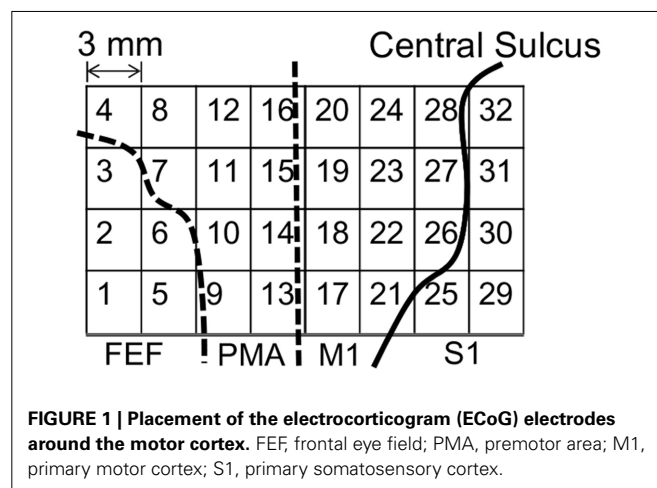 3 mm Central Sulcus
4 8 12 16 20 24 28 32
3 7 11 15 19 23 27 31
2 6 10 14 18 22 26 30
1 5 9 13 17 21 25 29
FEF PMA M1 S1
FIGURE 1 | Placement of the electrocorticogram (ECoG) electrodes
around the motor cortex. FEF, frontal eye field; PMA, premotor area; M1,
primary motor cortex; S1, primary somatosensory cortex.